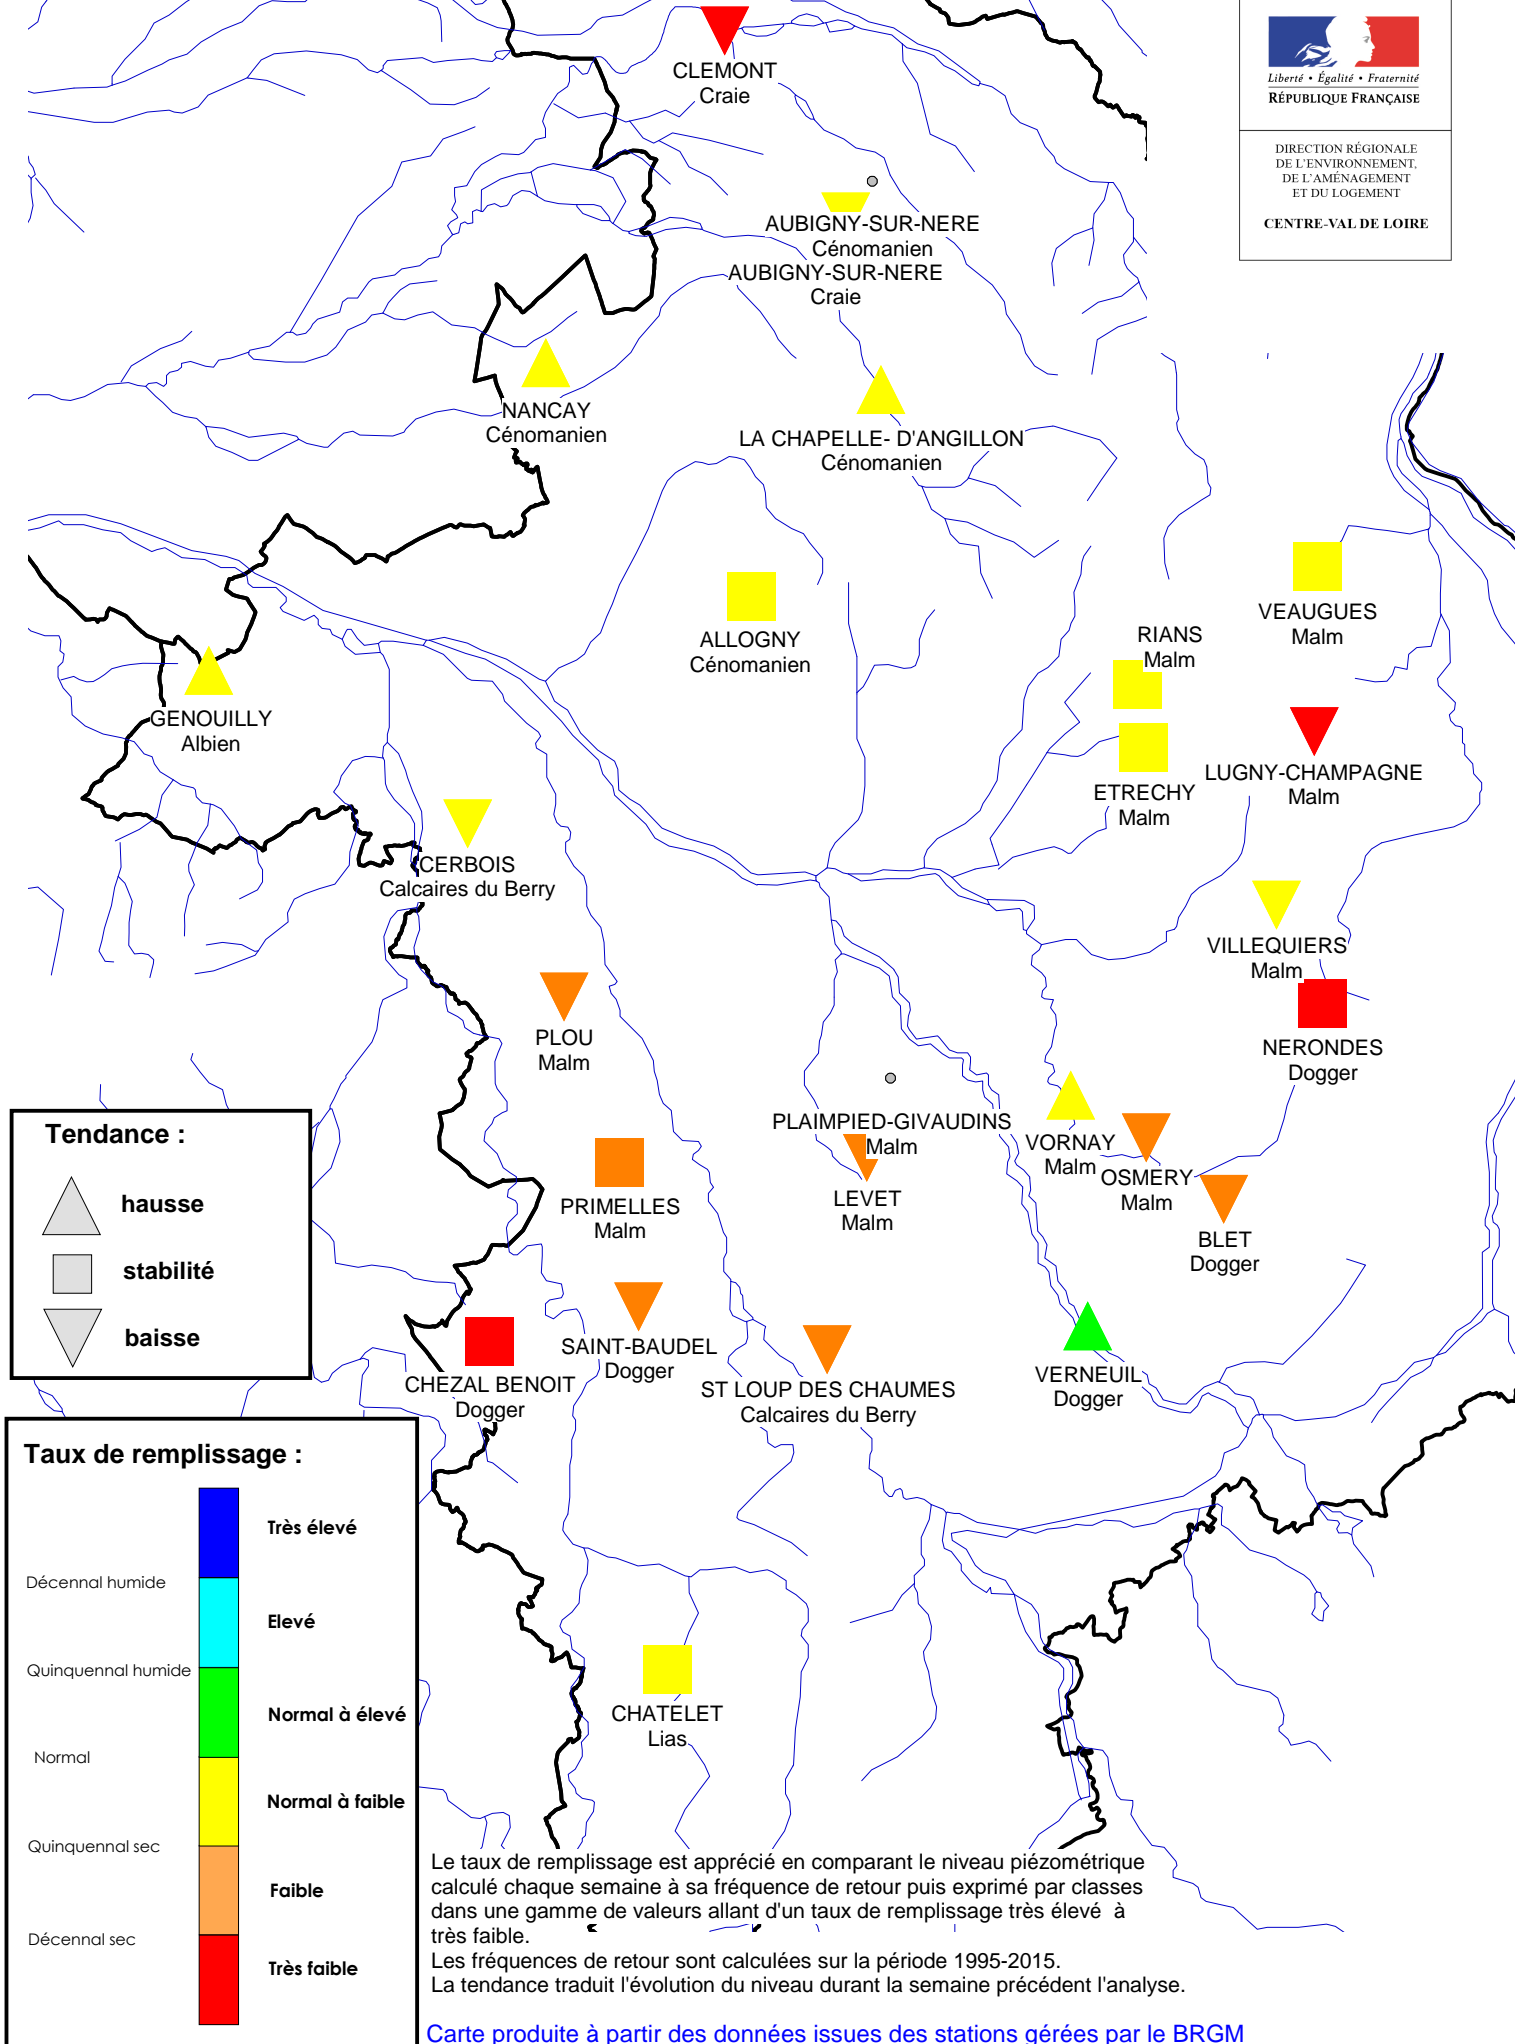 CLEMONT
Craie
Liberté • Égalité • Fraternité
RÉPUBLIQUE FRANÇAISE
DIRECTION RÉGIONALE
DE L'ENVIRONNEMENT,
DE L'AMÉNAGEMENT
ET DU LOGEMENT
CENTRE-VAL DE LOIRE
AUBIGNY-SUR-NERE
Cénomanien
AUBIGNY-SUR-NERE
Craie
NANCAY
Cénomanien
LA CHAPELLE- D'ANGILLON
Cénomanien
VEAUGUES
Malm
ALLOGNY
Cénomanien
RIANS
Malm
GENOUILLY
Albien
LUGNY-CHAMPAGNE
Malm
ETRECHY
Malm
CERBOIS
Calcaires du Berry
VILLEQUIERS
Malm
PLOU
Malm
NERONDES
Dogger
PLAIMPIED-GIVAUDINS
Malm
VORNAY
Malm
OSMERY
Malm
PRIMELLES
Malm
LEVET
Malm
BLET
Dogger
Tendance :
hausse
stabilité
baisse
SAINT-BAUDEL
Dogger
CHEZAL BENOIT
Dogger
ST LOUP DES CHAUMES
Calcaires du Berry
VERNEUIL
Dogger
Taux de remplissage :
Très élevé
Décennal humide
Elevé
Quinquennal humide
Normal à élevé
Normal
Normal à faible
Quinquennal sec
Faible
Décennal sec
Très faible
CHATELET
Lias
Le taux de remplissage est apprécié en comparant le niveau piézométrique
calculé chaque semaine à sa fréquence de retour puis exprimé par classes
dans une gamme de valeurs allant d'un taux de remplissage très élevé à
très faible.
Les fréquences de retour sont calculées sur la période 1995-2015.
La tendance traduit l'évolution du niveau durant la semaine précédent l'analyse.
Carte produite à partir des données issues des stations gérées par le BRGM